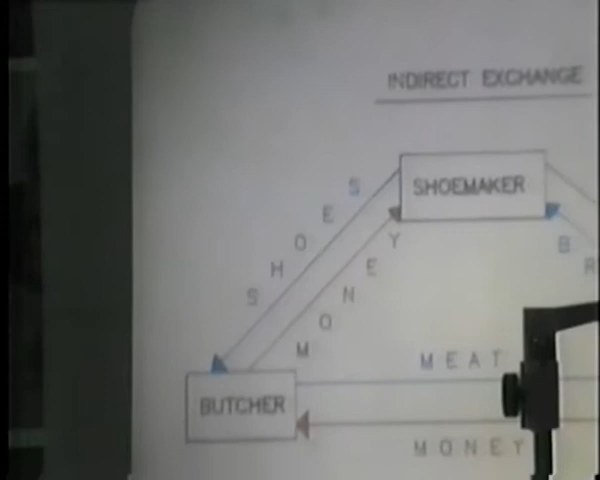 INDIRECT EXCHANGE
SHOEMAKER
SHOES
MONEY
B
R
MEAT
BUTCHER
MONEY